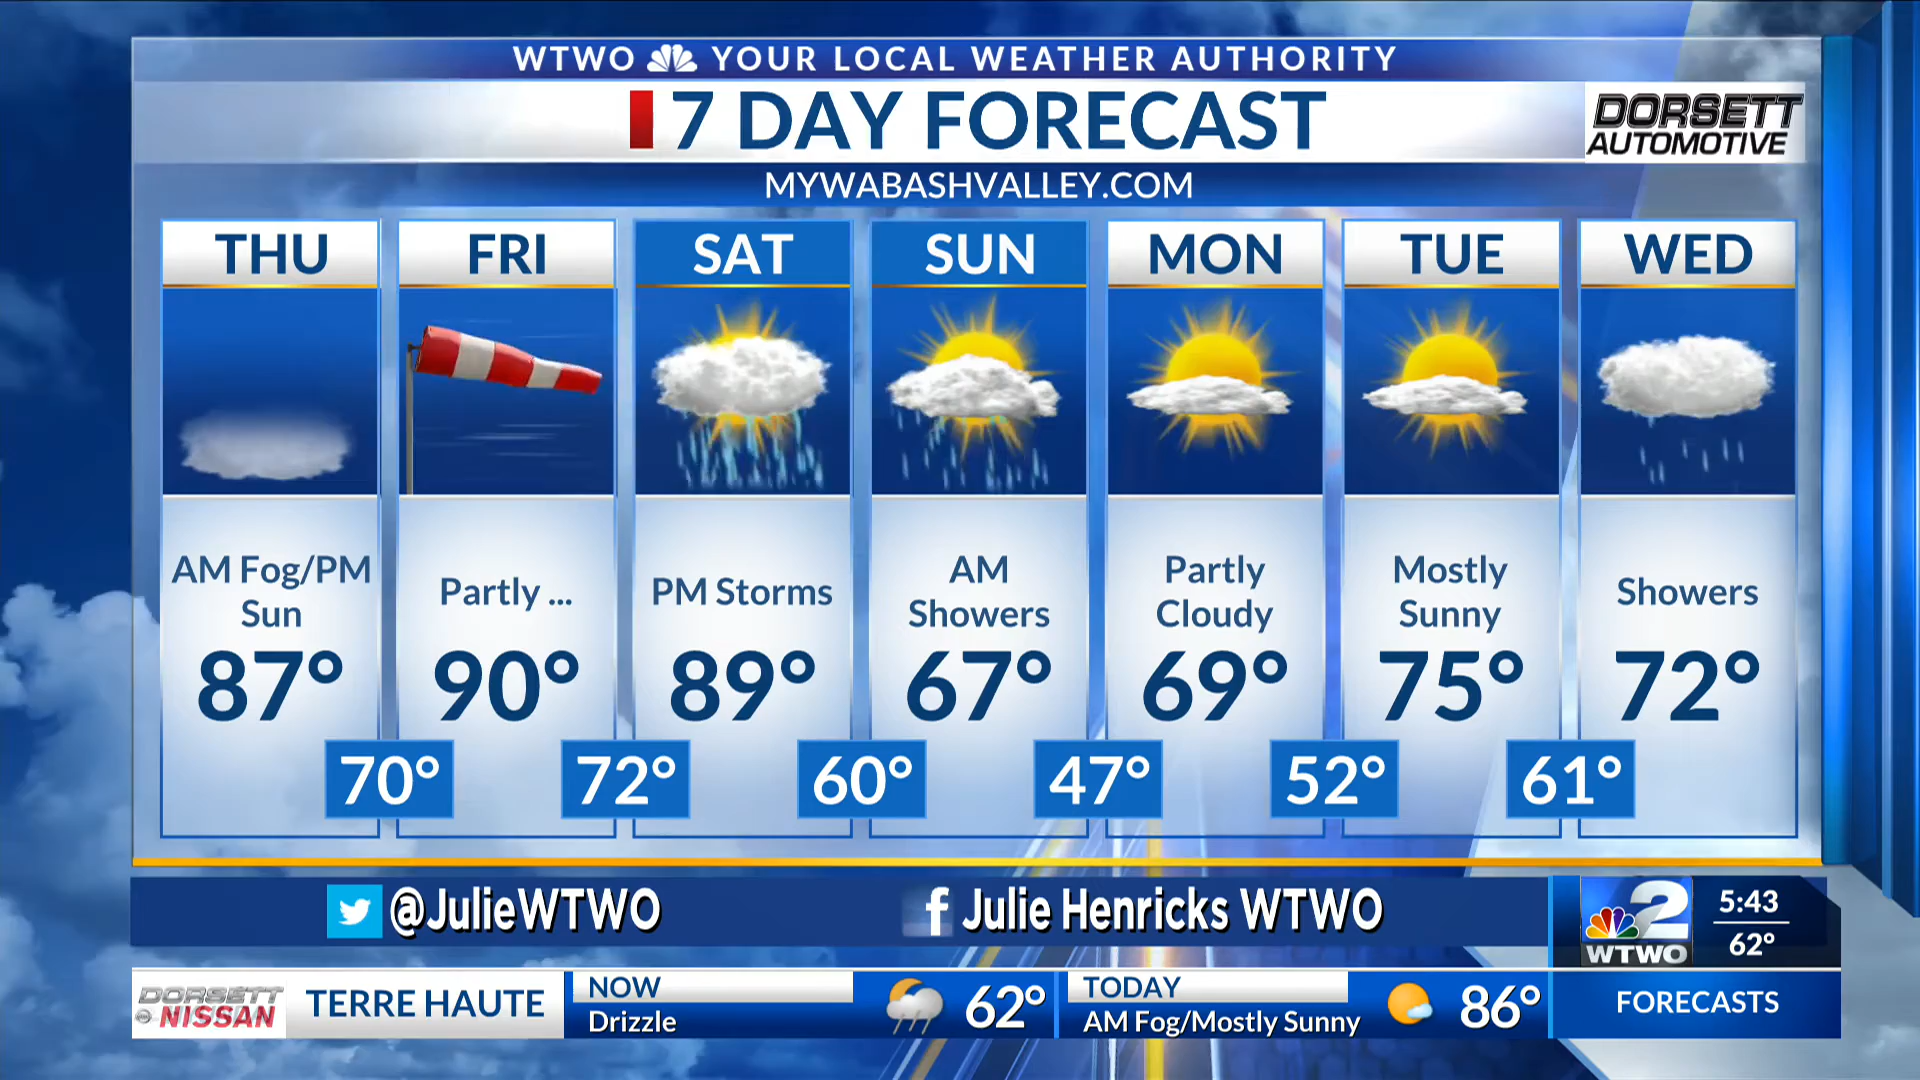 WTWO YOUR LOCAL WEATHER AUTHORITY
7 DAY FORECAST
DORSETT
AUTOMOTIVE
MYWABASHVALLEY.COM
THU FRI SAT SUN MON TUE WED
AM Fog/PM
Sun
87°
Partly ...
90°
PM Storms
89°
AM
Showers
67°
Partly
Cloudy
69°
Mostly
Sunny
75°
Showers
72°
70° 72° 60° 47° 52° 61°
@JulieWTWO
f Julie Henricks WTWO
2
WTWO
5:43
62°
DORSETT
NISSAN
TERRE HAUTE
NOW
Drizzle
62°
TODAY
AM Fog/Mostly Sunny
86°
FORECASTS